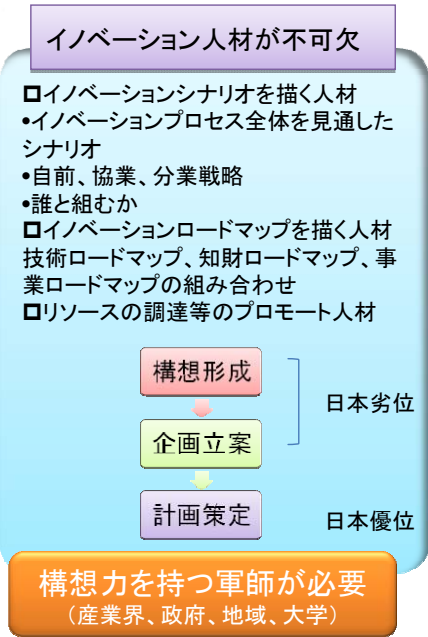 イノベーション人材が不可欠
□イノベーションシナリオを描く人材
•イノベーションプロセス全体を見通した
シナリオ
•自前、協業、分業戦略
•誰と組むか
□イノベーションロードマップを描く人材
技術ロードマップ、知財ロードマップ、事
業ロードマップの組み合わせ
□リソースの調達等のプロモート人材
構想形成
日本劣位
企画立案
計画策定
日本優位
構想力を持つ軍師が必要
（産業界、政府、地域、大学）